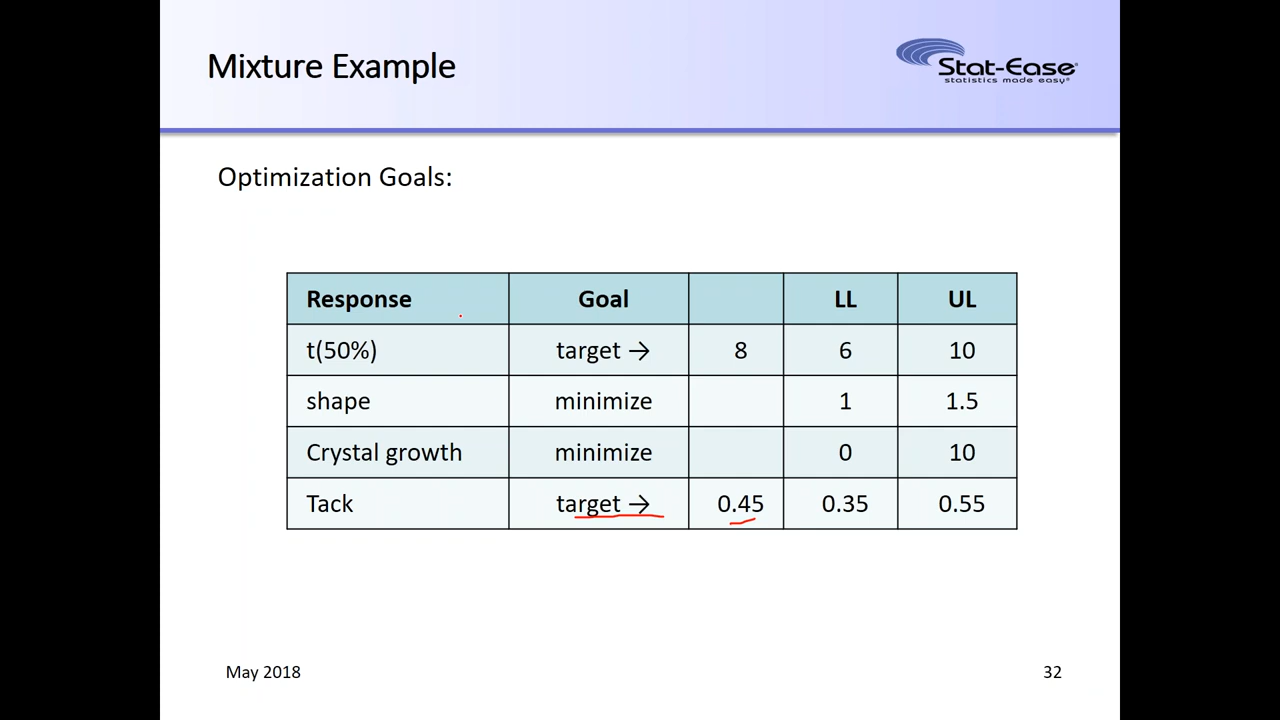 Mixture Example
Stat-Ease
statistics made easy®
Optimization Goals:
Response Goal LL UL
t(50%) target → 8 6 10
shape minimize 1 1.5
Crystal growth minimize 0 10
Tack target → 0.45 0.35 0.55
May 2018 32